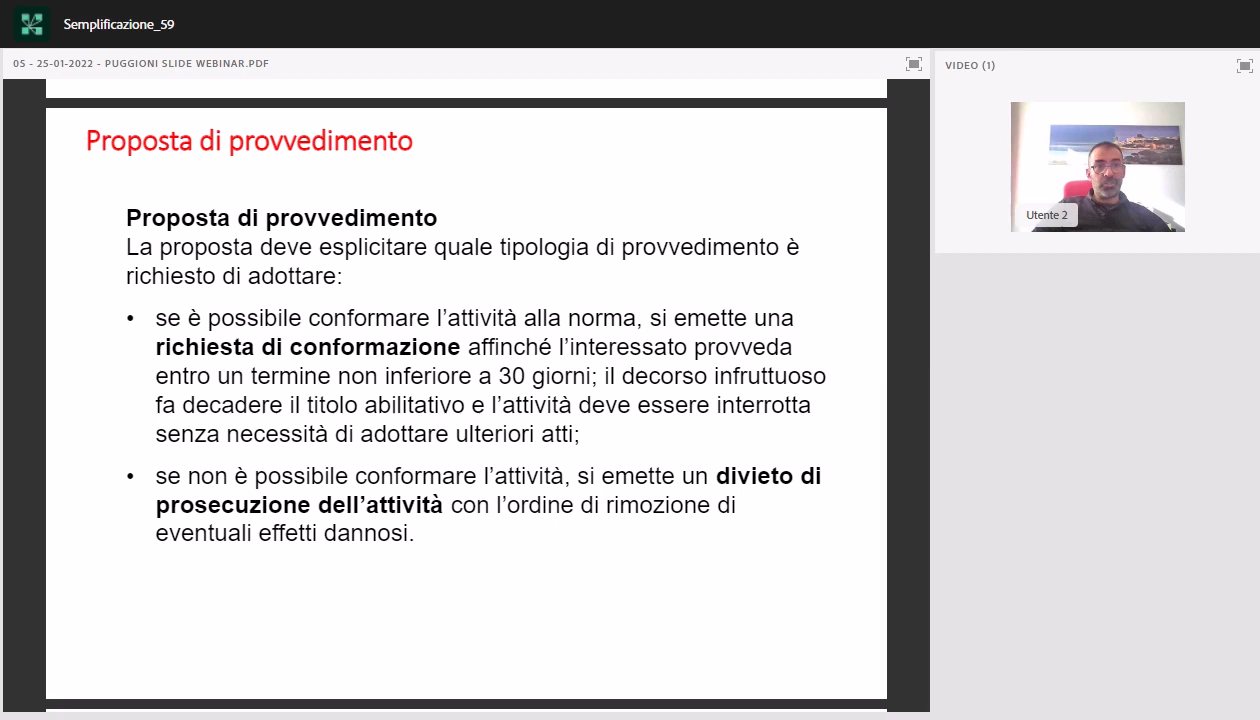 Semplificazione_59
05 - 25-01-2022 - PUGGIONI SLIDE WEBINAR.PDF
VIDEO (1)
Proposta di provvedimento
Proposta di provvedimento
La proposta deve esplicitare quale tipologia di provvedimento è
richiesto di adottare:
• se è possibile conformare l’attività alla norma, si emette una
richiesta di conformazione affinché l’interessato provveda
entro un termine non inferiore a 30 giorni; il decorso infruttuoso
fa decadere il titolo abilitativo e l’attività deve essere interrotta
senza necessità di adottare ulteriori atti;
• se non è possibile conformare l’attività, si emette un divieto di
prosecuzione dell’attività con l’ordine di rimozione di
eventuali effetti dannosi.
Utente 2